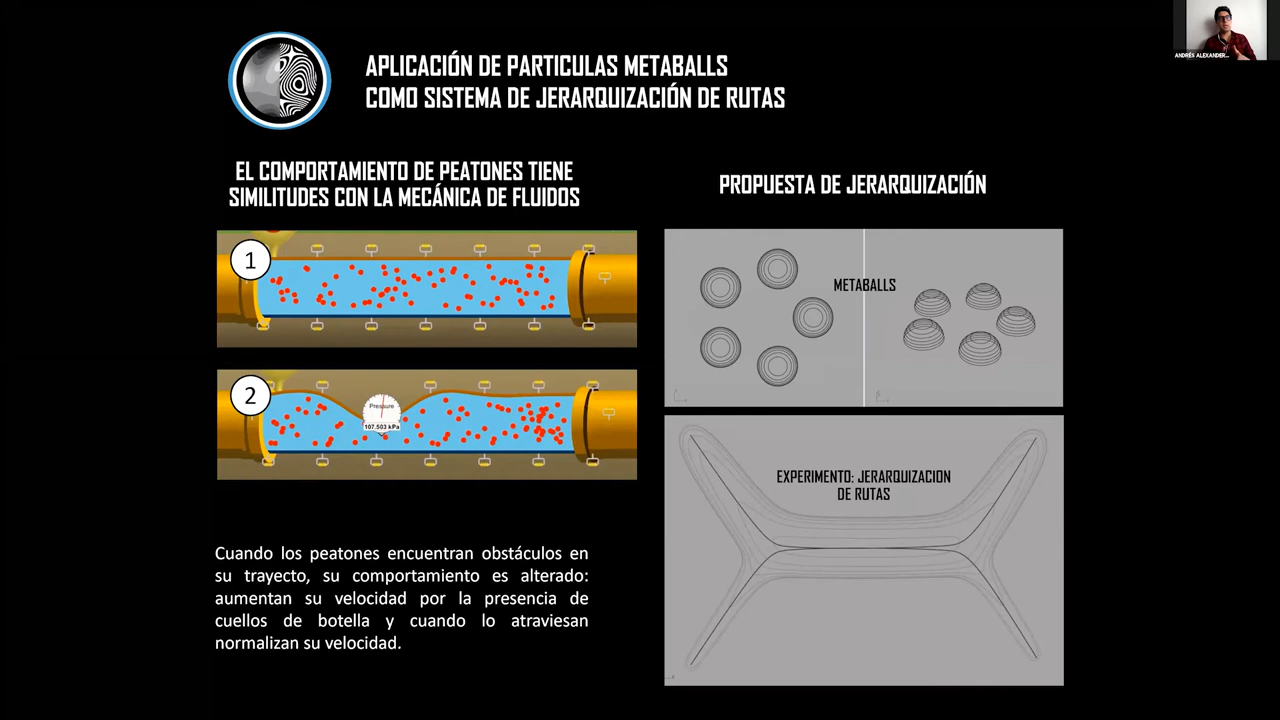 ANDRÉS ALEXANDER...
APLICACIÓN DE PARTICULAS METABALLS
COMO SISTEMA DE JERARQUIZACIÓN DE RUTAS
EL COMPORTAMIENTO DE PEATONES TIENE
SIMILITUDES CON LA MECÁNICA DE FLUIDOS
1
2
Pressure
107.503 kPa
Cuando los peatones encuentran obstáculos en
su trayecto, su comportamiento es alterado:
aumentan su velocidad por la presencia de
cuellos de botella y cuando lo atraviesan
normalizan su velocidad.
PROPUESTA DE JERARQUIZACIÓN
METABALLS
EXPERIMENTO: JERARQUIZACION
DE RUTAS